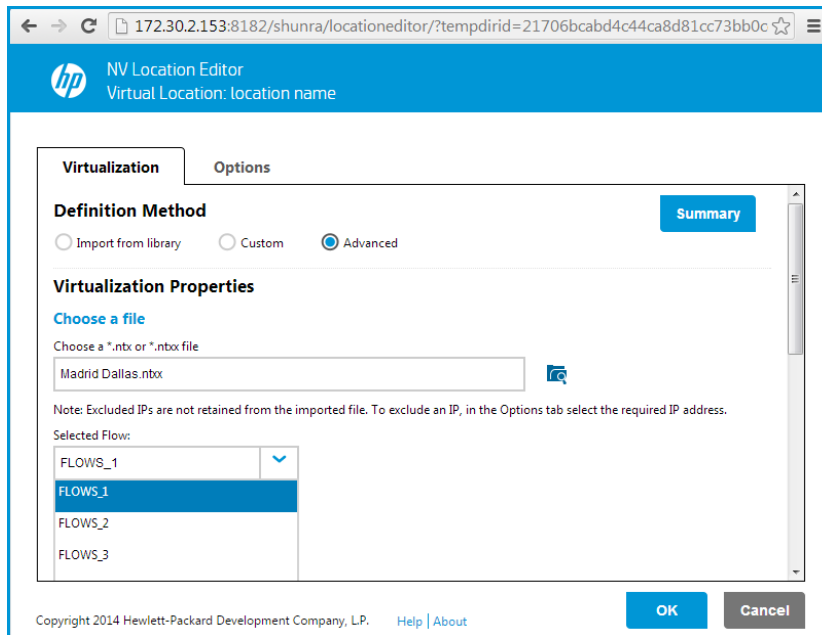 172.30.2.153:8182/shunra/locationeditor/?tempdirid=21706bcabd4c44ca8d81cc73bb0c
hp
NV Location Editor
Virtual Location: location name
Virtualization Options
Definition Method
Summary
Import from library Custom Advanced
Virtualization Properties
Choose a file
Choose a *.ntx or *.ntxx file
Madrid Dallas.ntxx
Note: Excluded IPs are not retained from the imported file. To exclude an IP, in the Options tab select the required IP address.
Selected Flow:
FLOWS_1
FLOWS_1
FLOWS_2
FLOWS_3
OK Cancel
Copyright 2014 Hewlett-Packard Development Company, L.P. Help | About